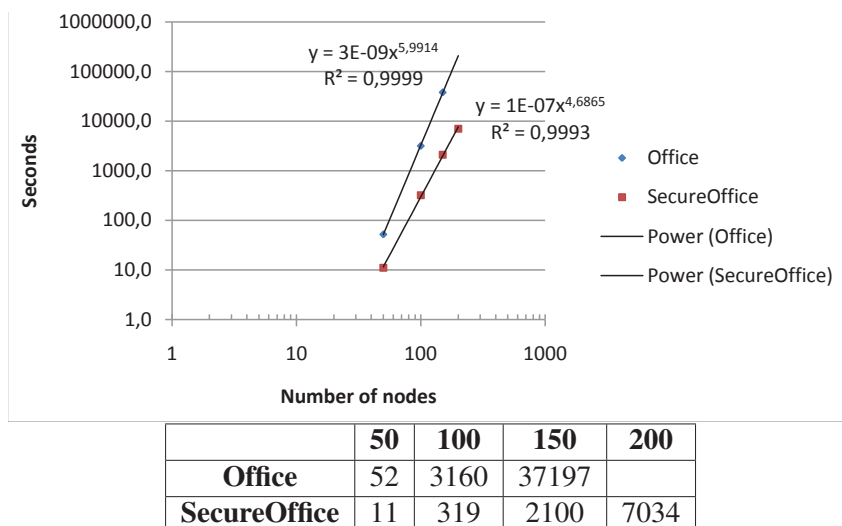 1000000,0
100000,0
10000,0
1000,0
100,0
10,0
1,0
Seconds
y = 3E-09x^5,9914
R² = 0,9999
y = 1E-07x^4,6865
R² = 0,9993
1 10 100 1000
Number of nodes
Office
SecureOffice
Power (Office)
Power (SecureOffice)
50 100 150 200
Office 52 3160 37197
SecureOffice 11 319 2100 7034